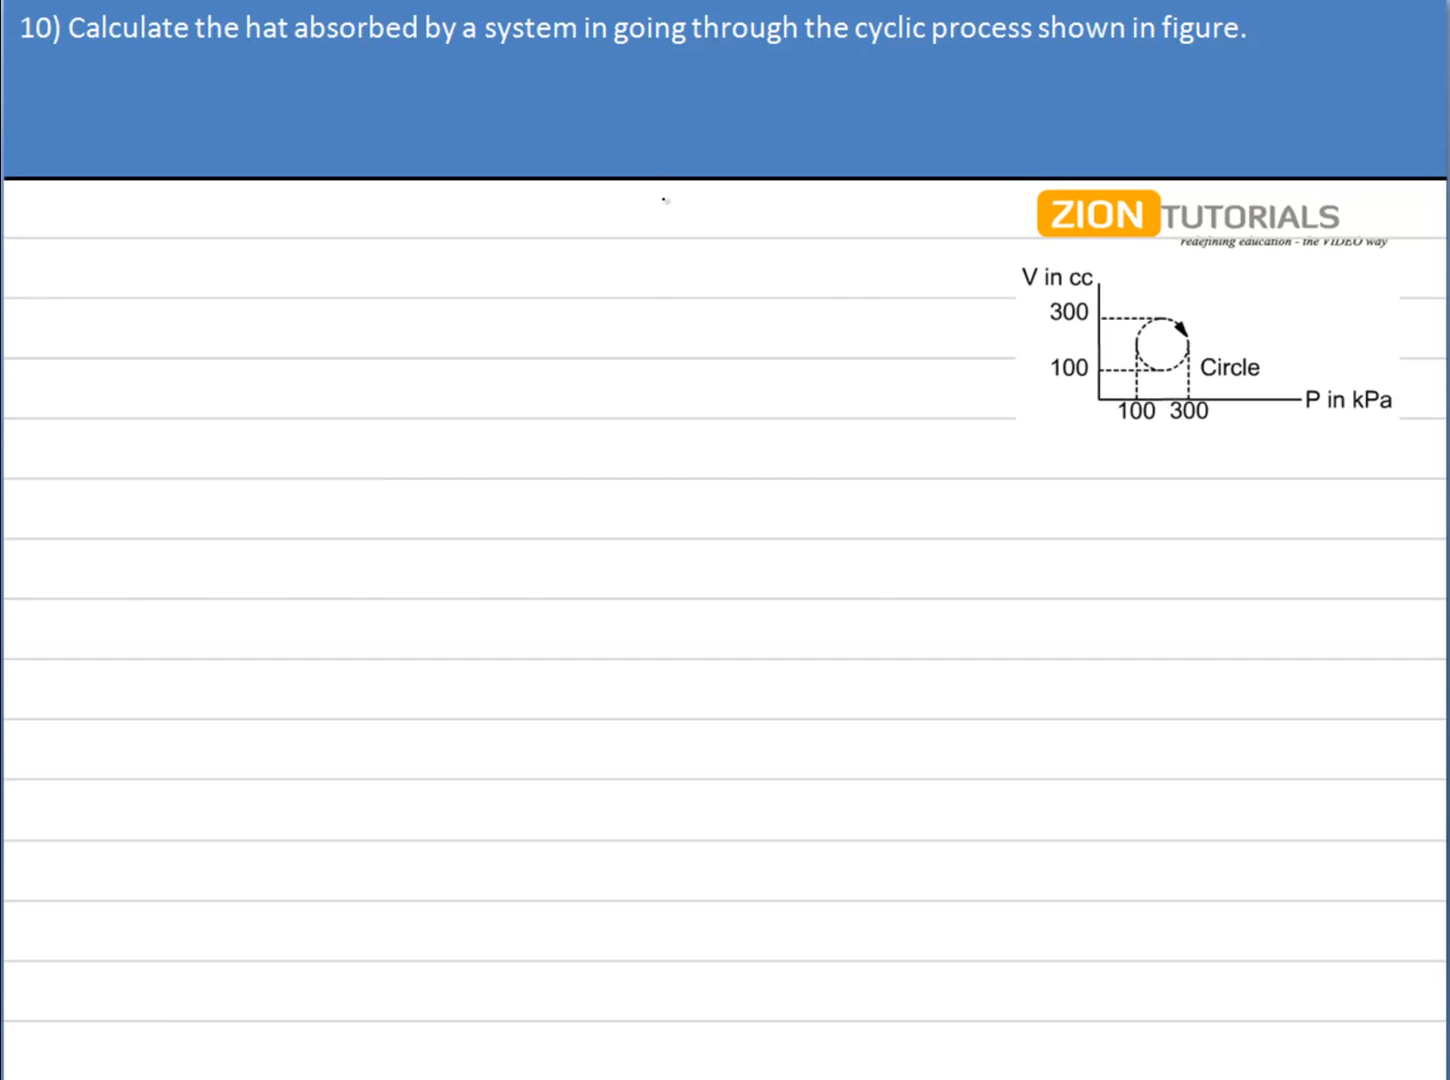 10) Calculate the hat absorbed by a system in going through the cyclic process shown in figure.
ZION TUTORIALS
redefining education - the VIDEO way
V in cc
300
100
Circle
P in kPa
100 300